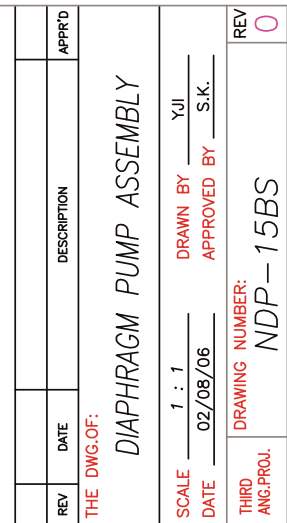 REV DATE DESCRIPTION APPR'D
THE DWG.OF:
DIAPHRAGM PUMP ASSEMBLY
SCALE 1 : 1 DRAWN BY YJI
DATE 02/08/06 APPROVED BY S.K.
THIRD ANG.PROJ.
DRAWING NUMBER:
NDP-15BS
REV
0